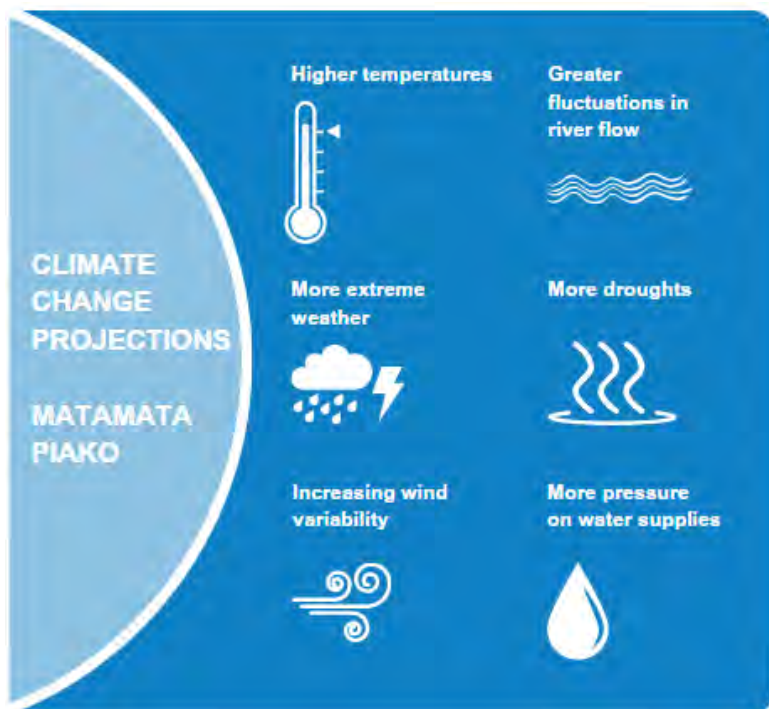 CLIMATE
CHANGE
PROJECTIONS
MATAMATA
PIAKO
Higher temperatures
Greater
fluctuations in
river flow
More extreme
weather
More droughts
Increasing wind
variability
More pressure
on water supplies